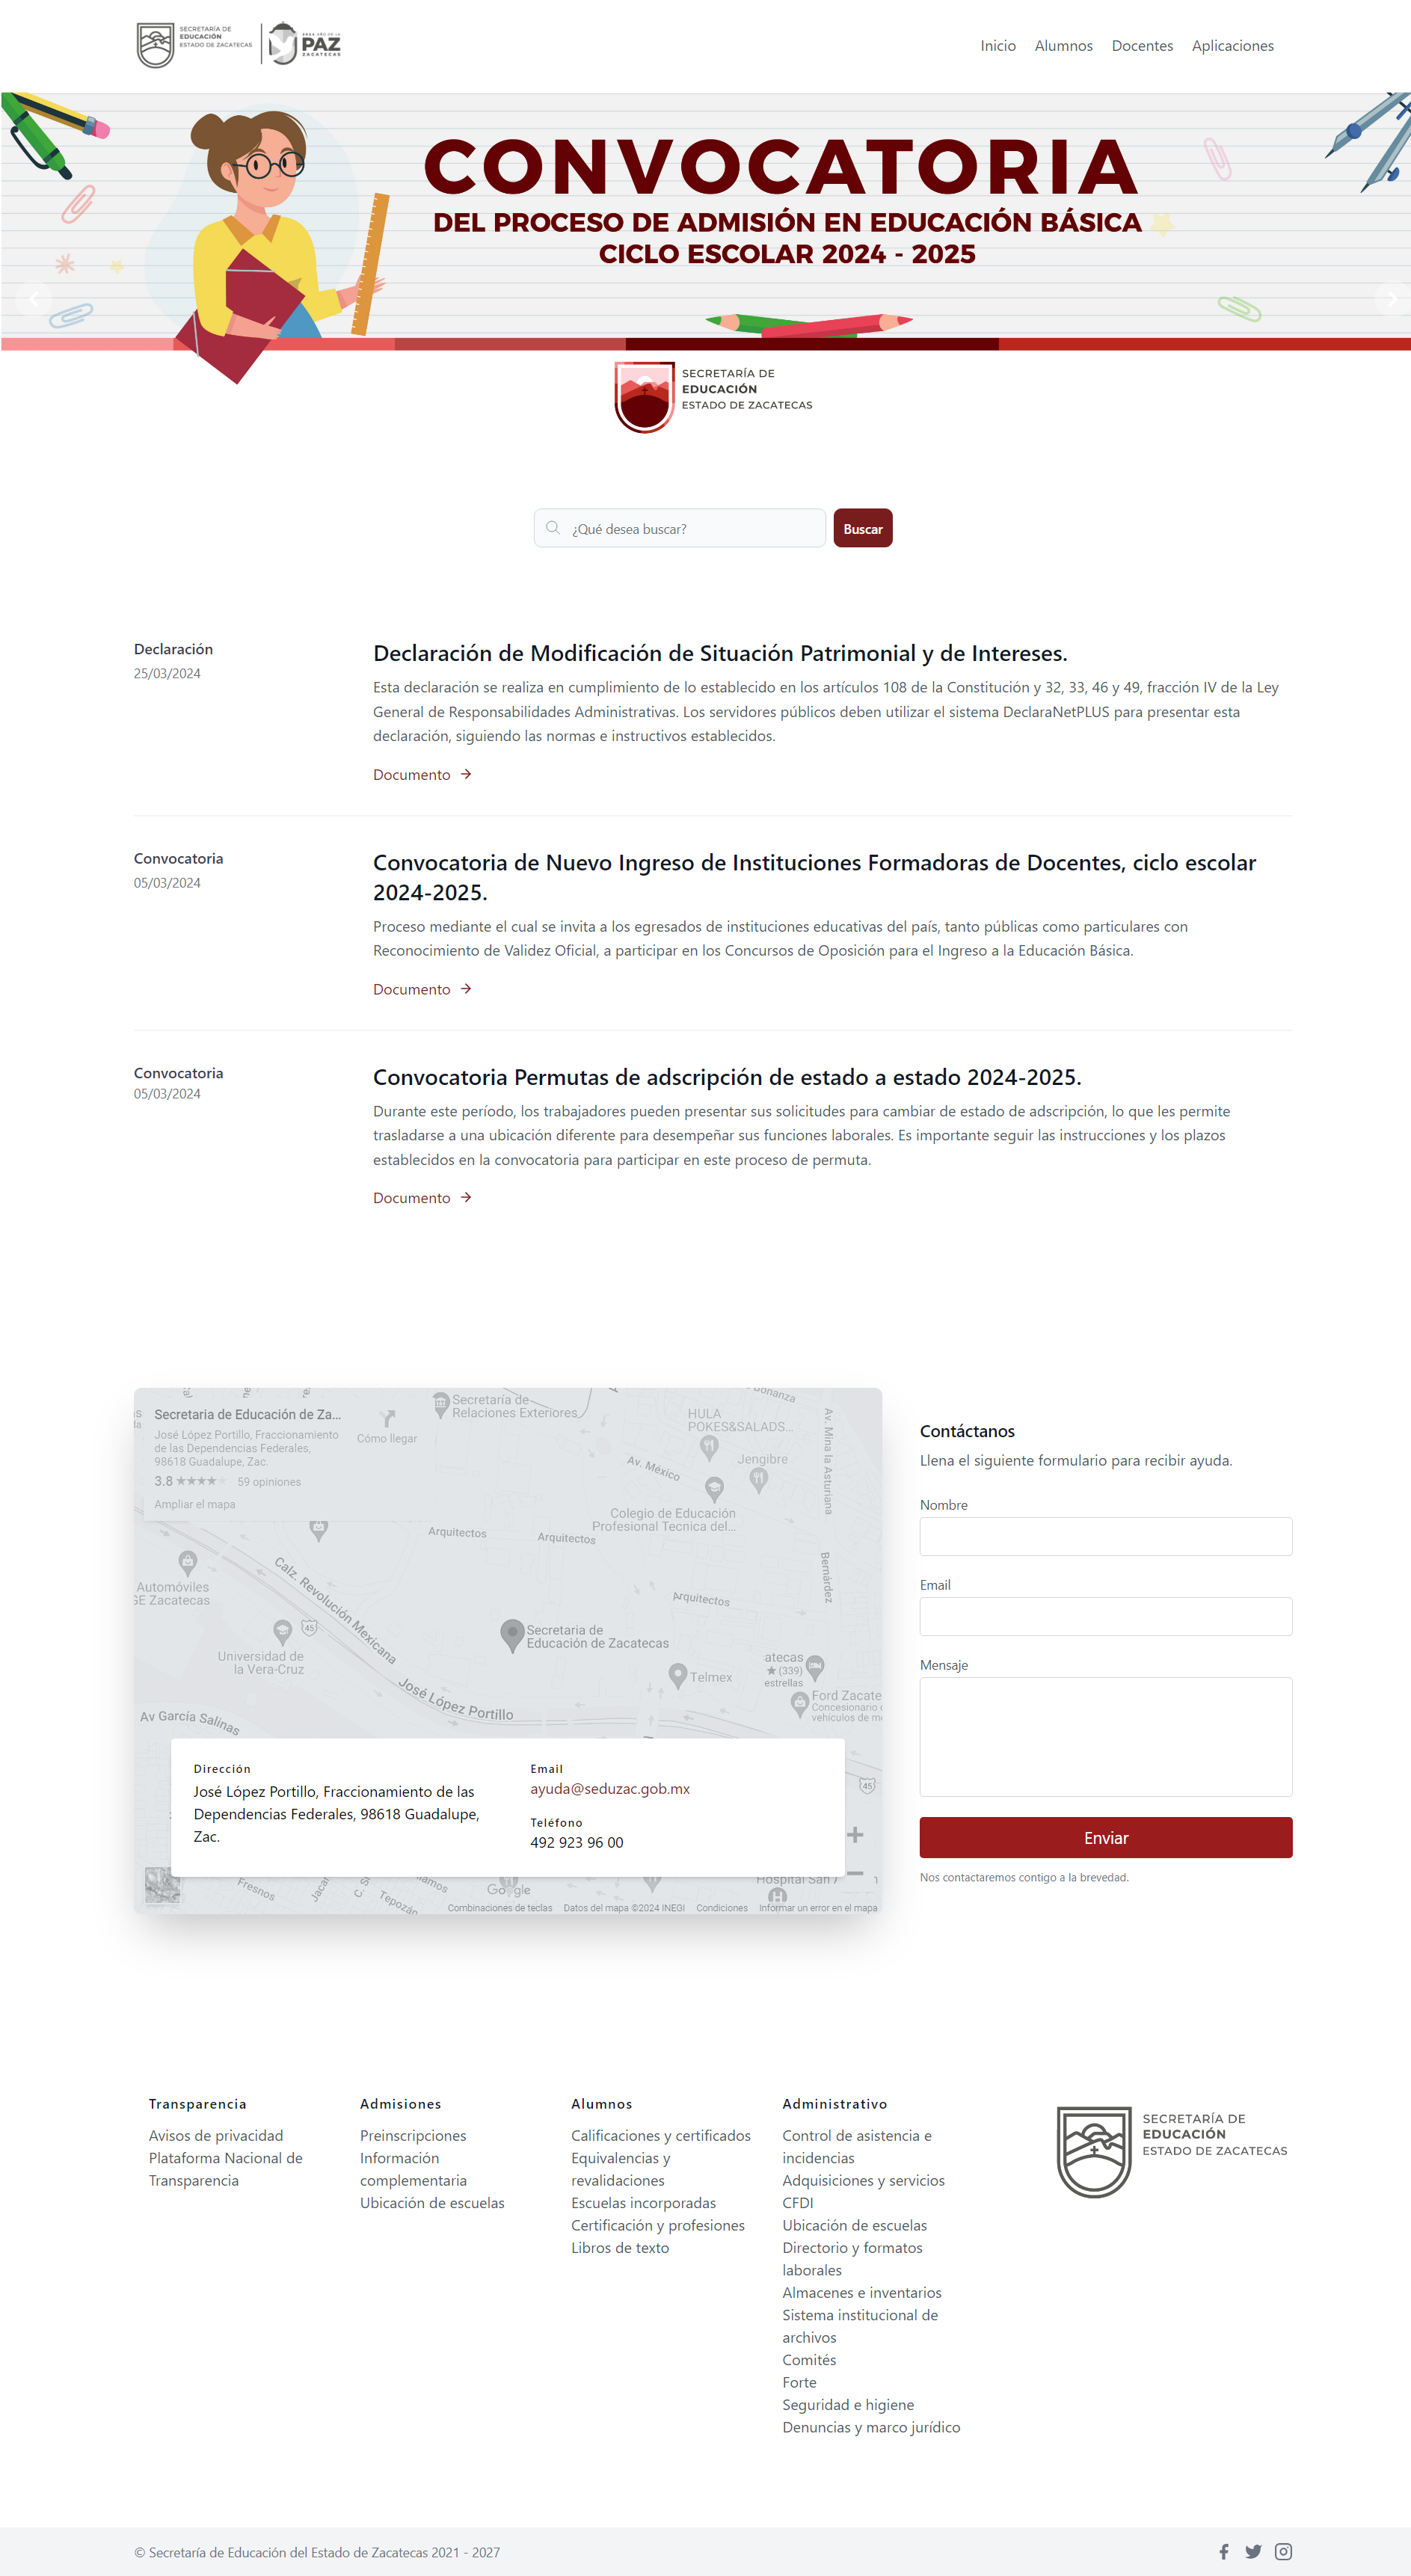 SECRETARÍA DE
EDUCACIÓN
ESTADO DE ZACATECAS
PAZ
ZACATECAS
Inicio
Alumnos
Docentes
Aplicaciones
CONVOCATORIA
DEL PROCESO DE ADMISIÓN EN EDUCACIÓN BÁSICA
CICLO ESCOLAR 2024 - 2025
SECRETARÍA DE
EDUCACIÓN
ESTADO DE ZACATECAS
¿Qué desea buscar?
Buscar
Declaración
25/03/2024
Declaración de Modificación de Situación Patrimonial y de Intereses.
Esta declaración se realiza en cumplimiento de lo establecido en los artículos 108 de la Constitución y 32, 33, 46 y 49, fracción IV de la Ley
General de Responsabilidades Administrativas. Los servidores públicos deben utilizar el sistema DeclaraNetPLUS para presentar esta
declaración, siguiendo las normas e instructivos establecidos.
Documento
Convocatoria
05/03/2024
Convocatoria de Nuevo Ingreso de Instituciones Formadoras de Docentes, ciclo escolar
2024-2025.
Proceso mediante el cual se invita a los egresados de instituciones educativas del país, tanto públicas como particulares con
Reconocimiento de Validez Oficial, a participar en los Concursos de Oposición para el Ingreso a la Educación Básica.
Documento
Convocatoria
05/03/2024
Convocatoria Permutas de adscripción de estado a estado 2024-2025.
Durante este período, los trabajadores pueden presentar sus solicitudes para cambiar de estado de adscripción, lo que les permite
trasladarse a una ubicación diferente para desempeñar sus funciones laborales. Es importante seguir las instrucciones y los plazos
establecidos en la convocatoria para participar en este proceso de permuta.
Documento
Secretaria de Educación de Za...
José López Portillo, Fraccionamiento
de las Dependencias Federales,
98618 Guadalupe, Zac.
3.8 ★★★★★ 59 opiniones
Ampliar el mapa
Cómo llegar
Secretaría de
Relaciones Exteriores
HULA
POKES&SALADS...
Bonanza
Av. Mina la Asturiana
Av. México
Jengibre
Colegio de Educación
Profesional Tecnica del...
Arquitectos
Arquitectos
Bernárdez
Automóviles
GE Zacatecas
Calz. Revolución Mexicana
Arquitectos
45
Universidad de
la Vera-Cruz
Secretaria de
Educación de Zacatecas
Telmex
atecas
★ (339)
estrellas
Ford Zacate
Concesionario
vehículos de m
José López Portillo
Av García Salinas
45
Dirección
José López Portillo, Fraccionamiento de las
Dependencias Federales, 98618 Guadalupe,
Zac.
Email
ayuda@seduzac.gob.mx
Teléfono
492 923 96 00
Fresnos
Google
Hospital San
Combinaciones de teclas
Datos del mapa ©2024 INEGI
Condiciones
Informar un error en el mapa
Contáctanos
Llena el siguiente formulario para recibir ayuda.
Nombre
Email
Mensaje
Enviar
Nos contactaremos contigo a la brevedad.
Transparencia
Avisos de privacidad
Plataforma Nacional de
Transparencia
Admisiones
Preinscripciones
Información
complementaria
Ubicación de escuelas
Alumnos
Calificaciones y certificados
Equivalencias y
revalidaciones
Escuelas incorporadas
Certificación y profesiones
Libros de texto
Administrativo
Control de asistencia e
incidencias
Adquisiciones y servicios
CFDI
Ubicación de escuelas
Directorio y formatos
laborales
Almacenes e inventarios
Sistema institucional de
archivos
Comités
Forte
Seguridad e higiene
Denuncias y marco jurídico
SECRETARÍA DE
EDUCACIÓN
ESTADO DE ZACATECAS
© Secretaría de Educación del Estado de Zacatecas 2021 - 2027